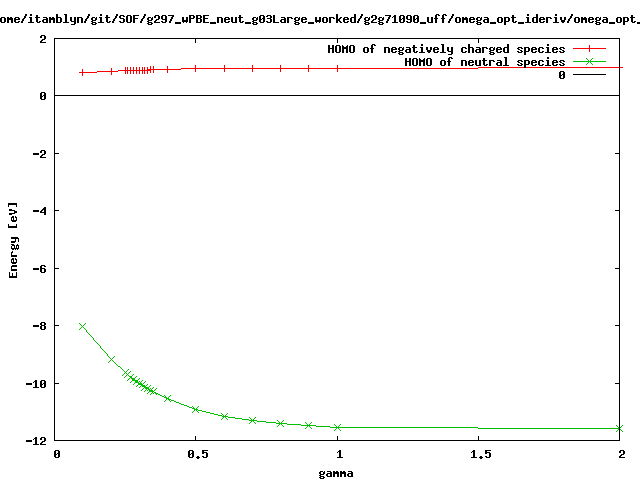 ome/itamblyn/git/SOF/g297_wPBE_neut_g03Large_worked/g2g71090_uff/omega_opt_ideriv/omega_opt_
HOMO of negatively charged species
HOMO of neutral species
0
2
0
-2
-4
-6
-8
-10
-12
Energy [eV]
0
0.5
1
1.5
2
gamma